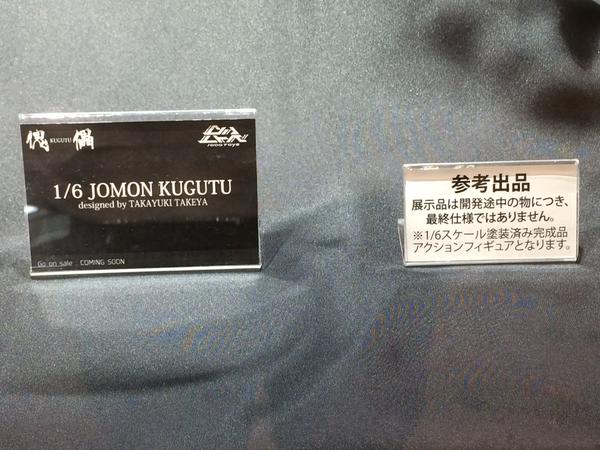 傀 KUGUTU 儡
1000TOYS
1/6 JOMON KUGUTU
designed by TAKAYUKI TAKEYA
Go on sale : COMING SOON
参考出品
展示品は開発途中の物につき、
最終仕様ではありません。
※1/6スケール塗装済み完成品
アクションフィギュアとなります。